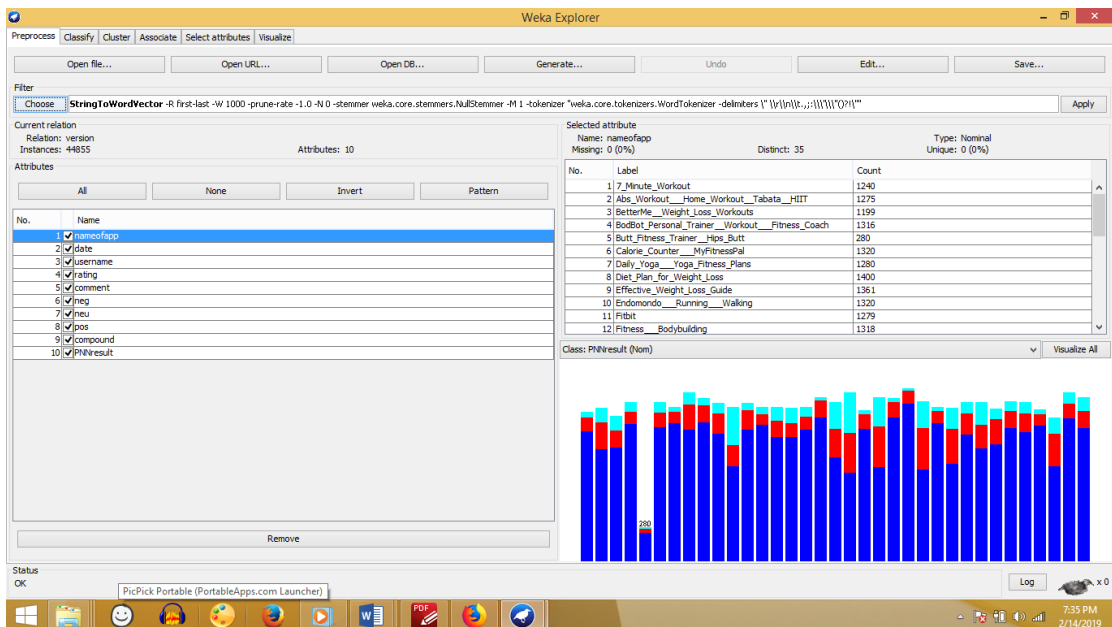 Weka Explorer
Preprocess Classify Cluster Associate Select attributes Visualize
Open file... Open URL... Open DB... Generate... Undo Edit... Save...
Filter
Choose StringToWordVector -R first-last -W 1000 -prune-rate -1.0 -N 0 -stemmer weka.core.stemmers.NullStemmer -M 1 -tokenizer "weka.core.tokenizers.WordTokenizer -delimiters \" \\r\\n\\t.,;:\\\'\\\"()?!\"" Apply
Current relation
Relation: version
Instances: 44855 Attributes: 10
Attributes
All None Invert Pattern
No. Name
1 nameofapp
2 date
3 username
4 rating
5 comment
6 neg
7 neu
8 pos
9 compound
10 PNNresult
Remove
Selected attribute
Name: nameofapp Type: Nominal
Missing: 0 (0%) Distinct: 35 Unique: 0 (0%)
No. Label Count
1 7_Minute_Workout 1240
2 Abs_Workout___Home_Workout__Tabata__HIIT 1275
3 BetterMe__Weight_Loss_Workouts 1199
4 BodBot_Personal_Trainer__Workout___Fitness_Coach 1316
5 Butt_Fitness_Trainer__Hips_Butt 280
6 Calorie_Counter___MyFitnessPal 1320
7 Daily_Yoga___Yoga_Fitness_Plans 1280
8 Diet_Plan_for_Weight_Loss 1400
9 Effective_Weight_Loss_Guide 1361
10 Endomondo___Running___Walking 1320
11 Fitbit 1279
12 Fitness___Bodybuilding 1318
Class: PNNresult (Nom) Visualize All
280
Status
OK
Log x 0
PicPick Portable (PortableApps.com Launcher)
PDF
7:35 PM
2/14/2019